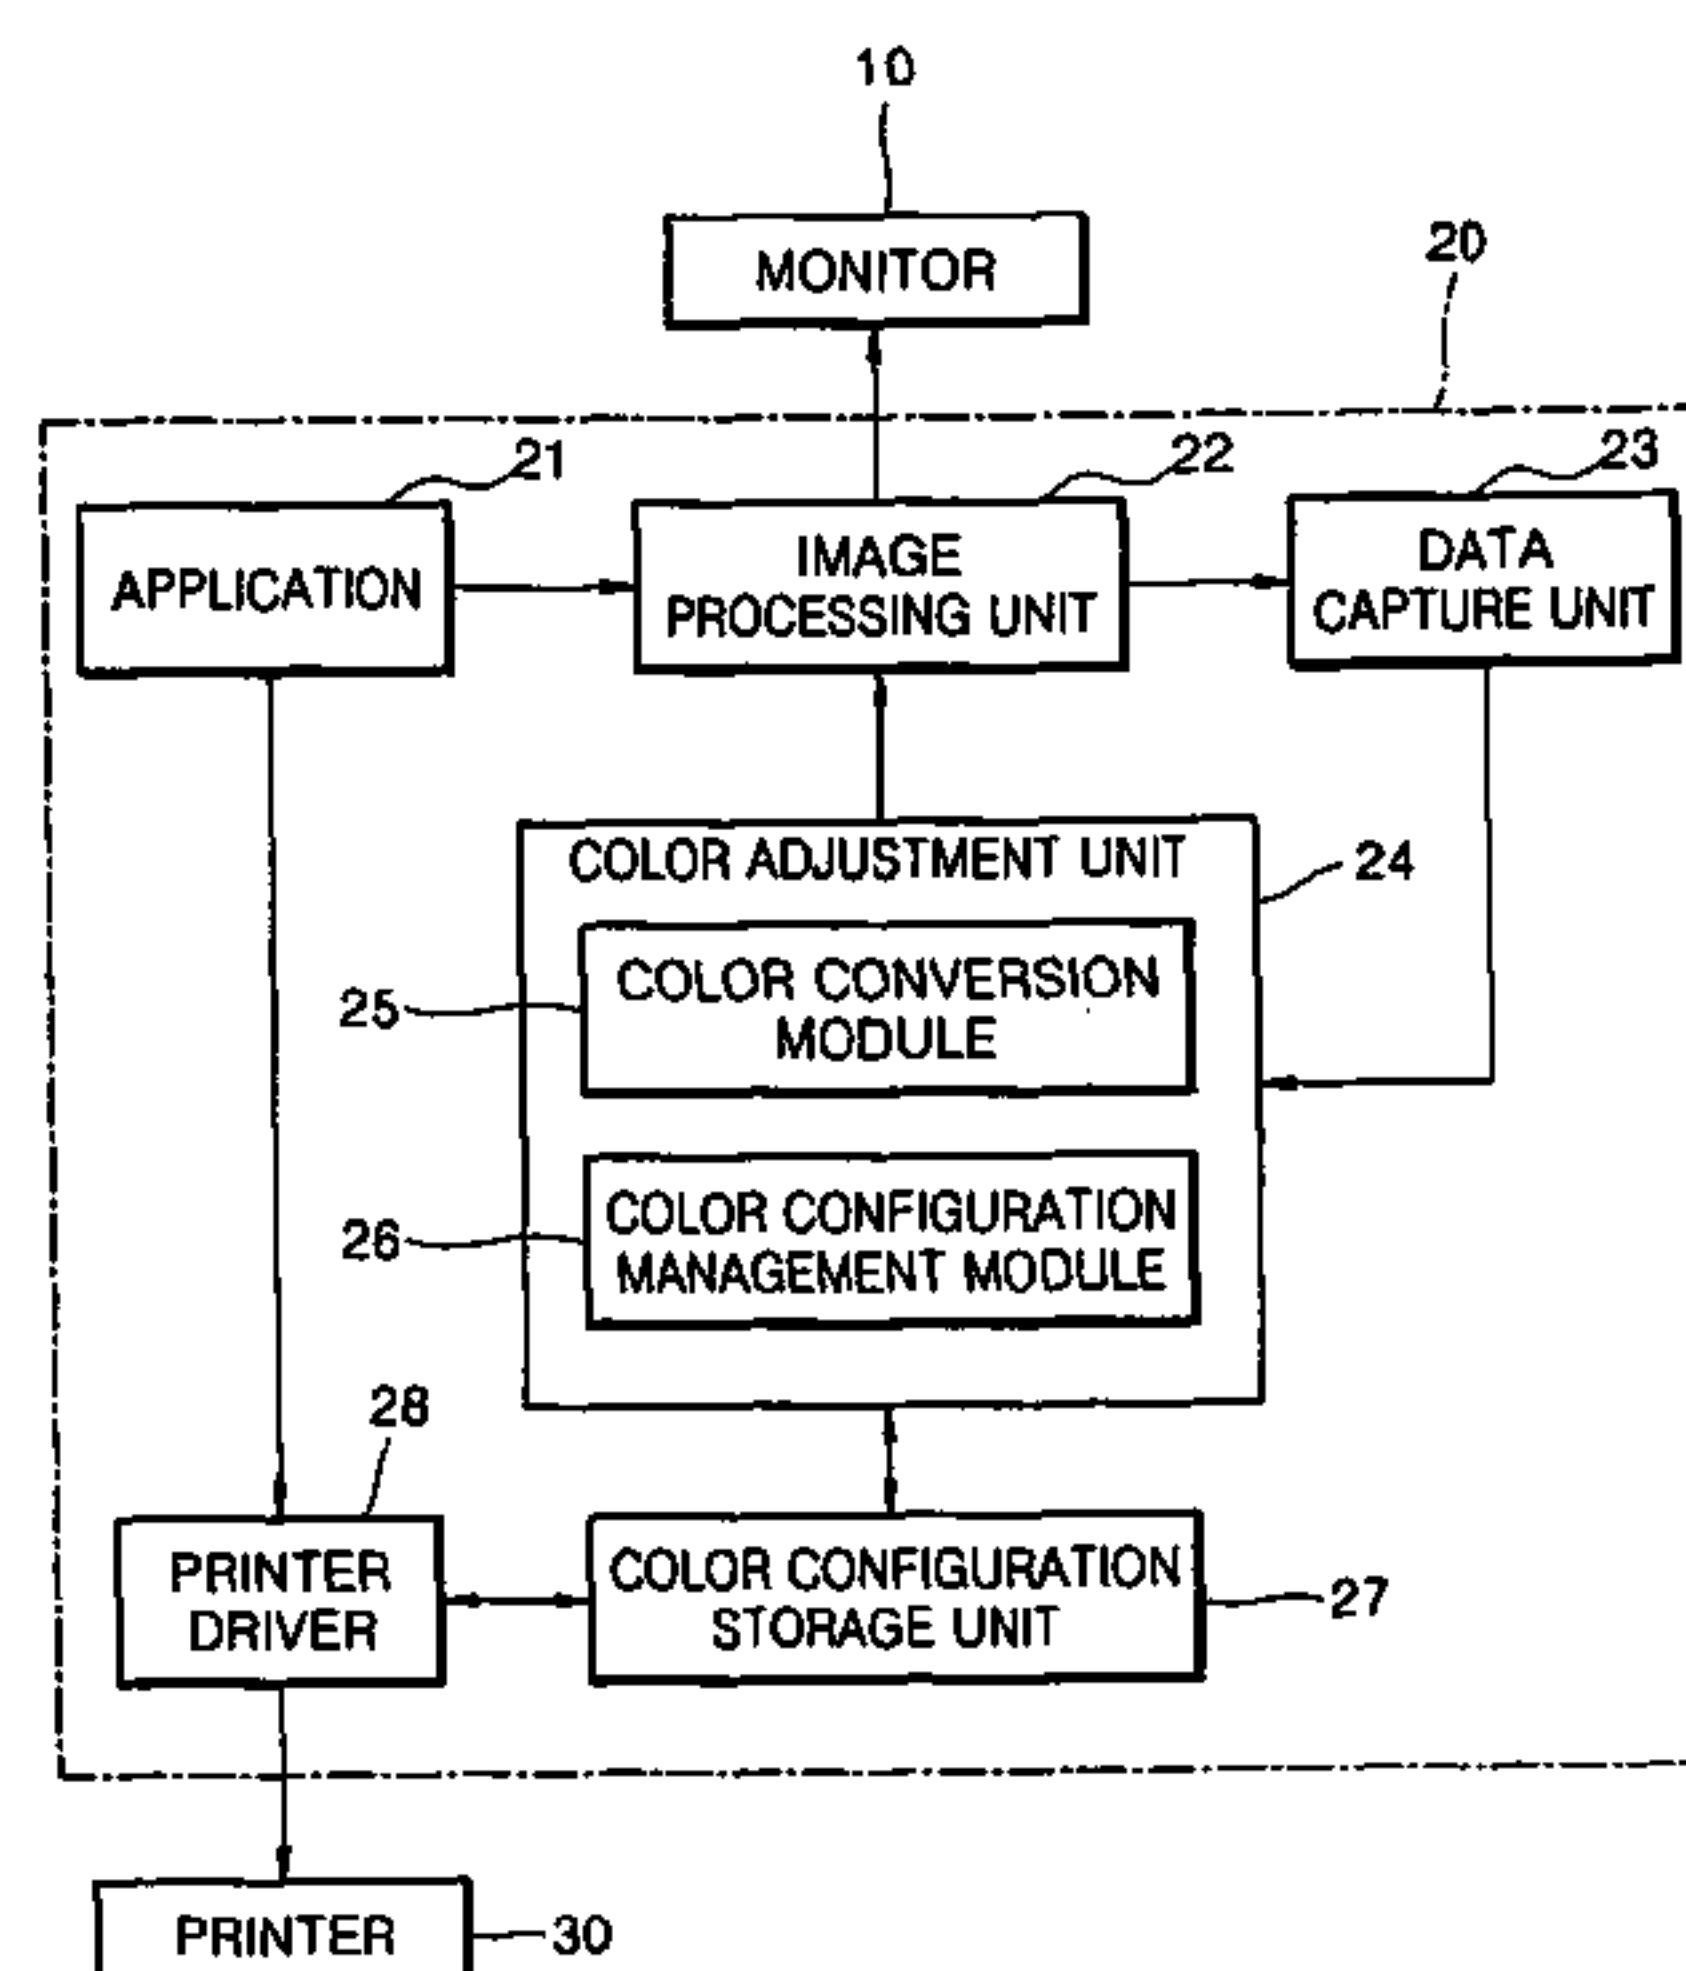 10
MONITOR
20
21
22
23
APPLICATION
IMAGE
PROCESSING UNIT
DATA
CAPTURE UNIT
COLOR ADJUSTMENT UNIT
24
COLOR CONVERSION
MODULE
25
COLOR CONFIGURATION
MANAGEMENT MODULE
26
28
PRINTER
DRIVER
COLOR CONFIGURATION
STORAGE UNIT
27
PRINTER
30